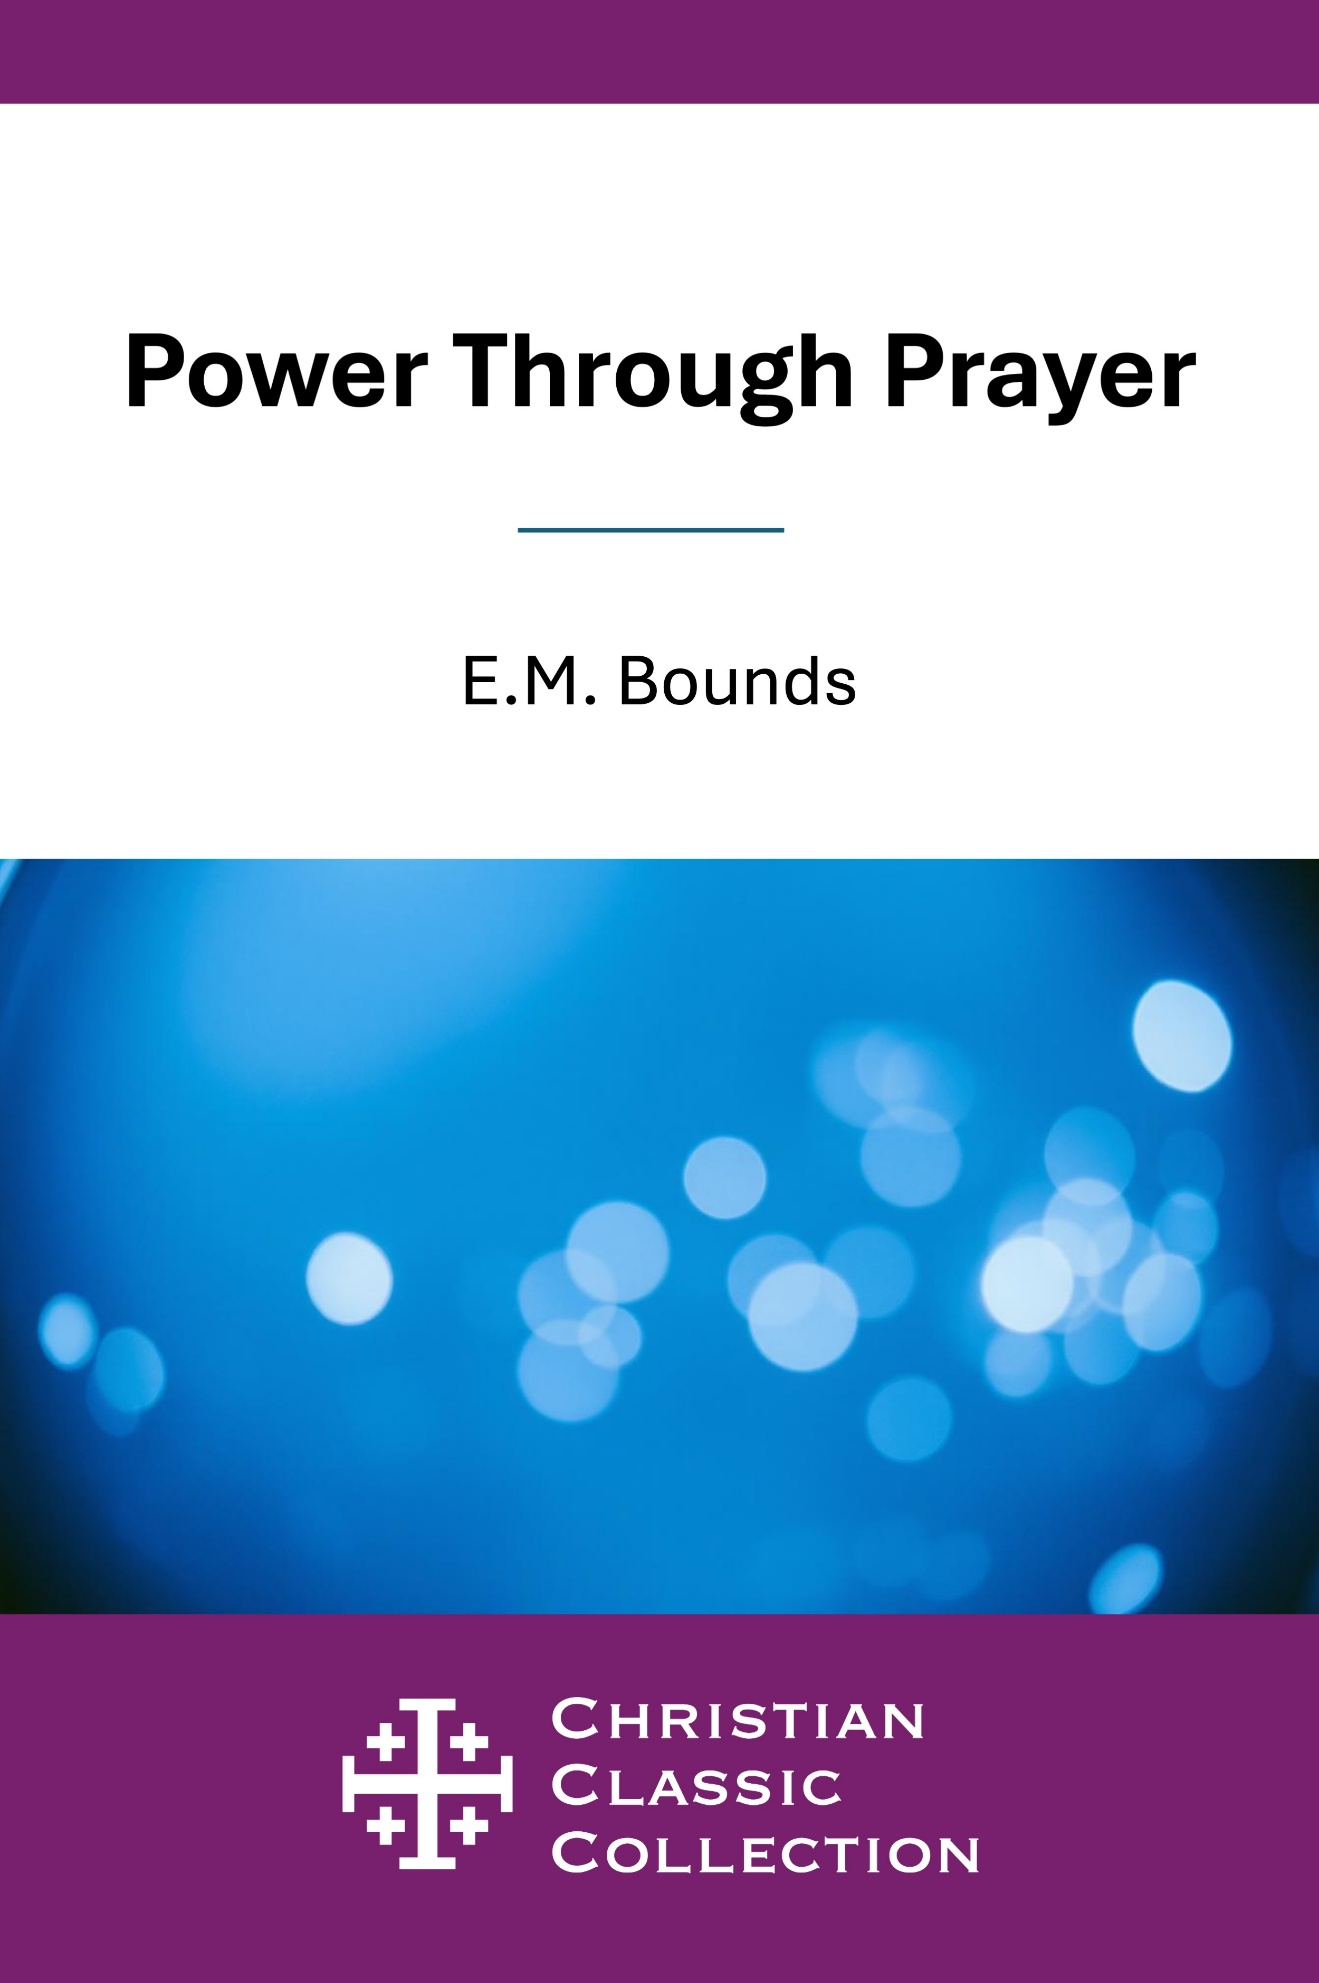 Power Through Prayer
E.M. Bounds
CHRISTIAN
CLASSIC
COLLECTION